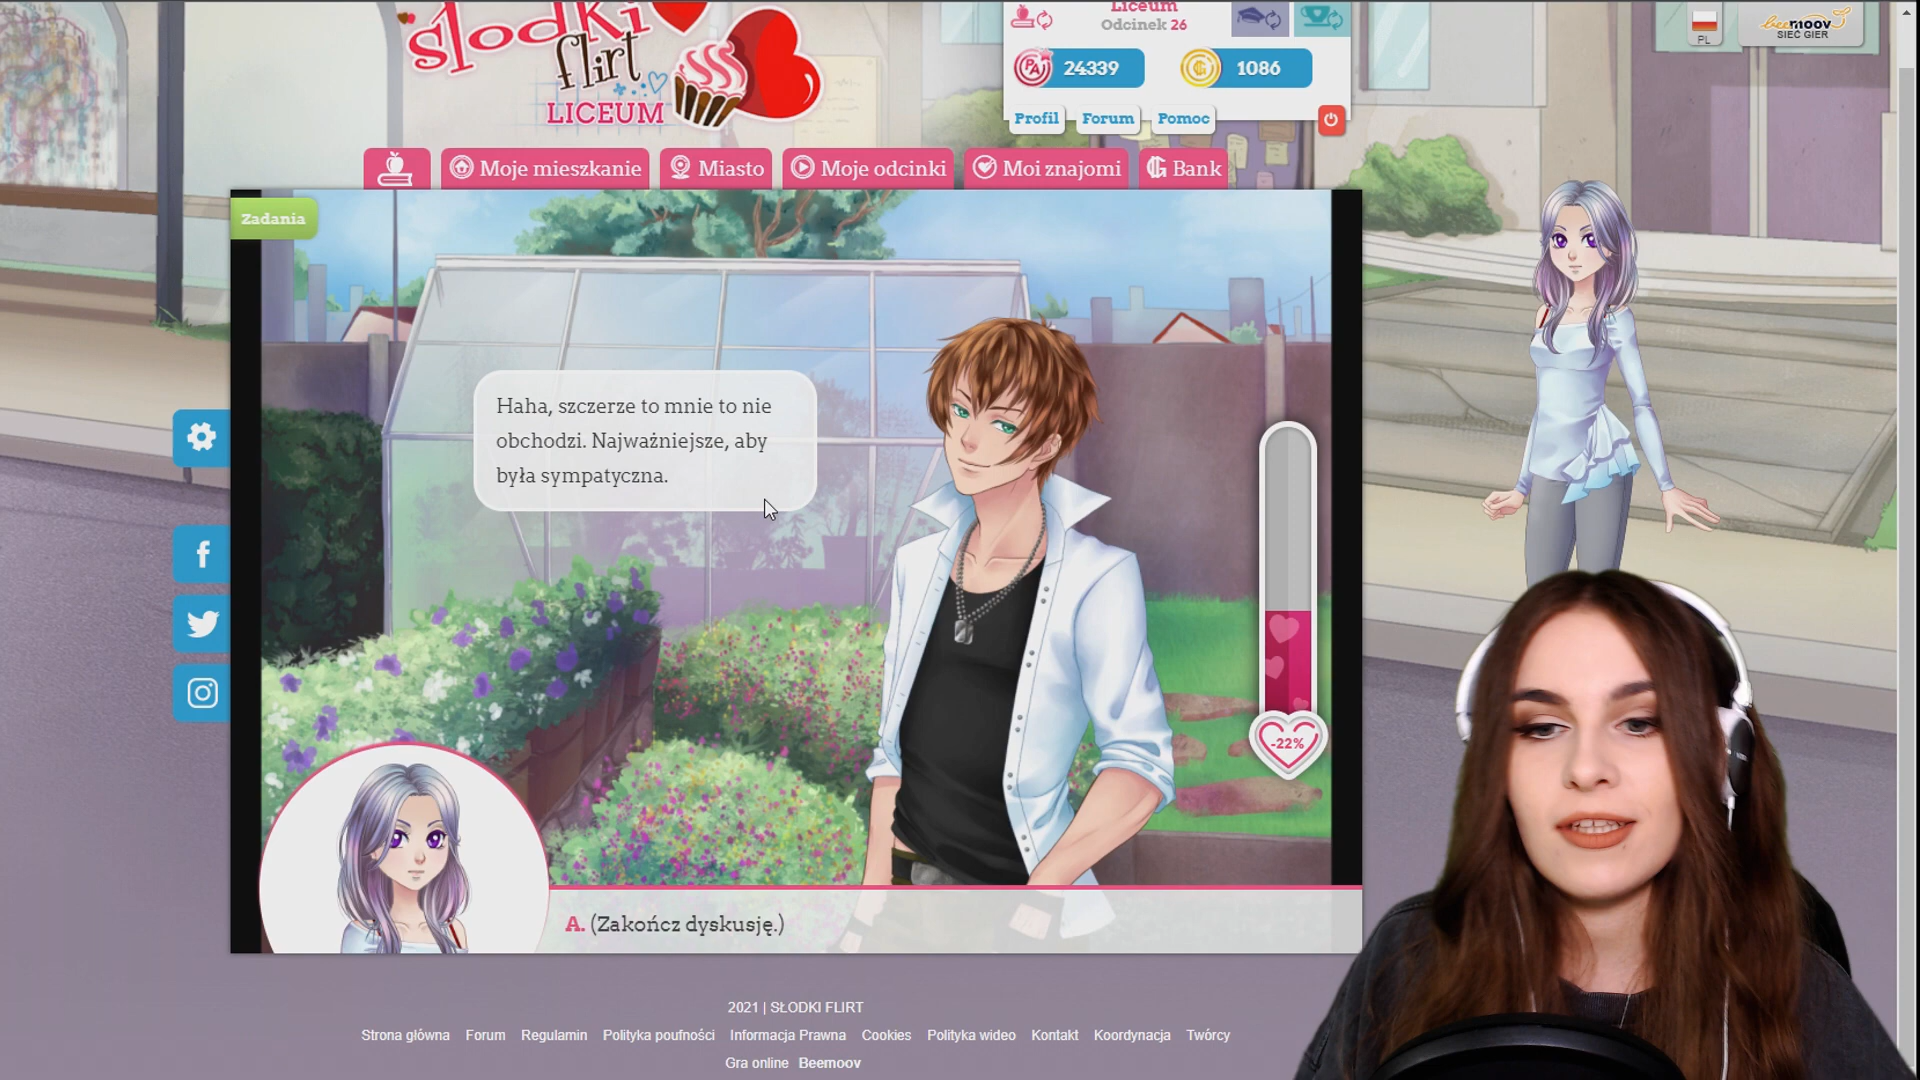 słodki
flirt
LICEUM
Liceum
Odcinek 26
PA 24339
1086
Profil
Forum
Pomoc
PL
beemoov
SIEĆ GIER
Moje mieszkanie
Miasto
Moje odcinki
Moi znajomi
Bank
Zadania
Haha, szczerze to mnie to nie
obchodzi. Najważniejsze, aby
była sympatyczna.
-22%
A. (Zakończ dyskusję.)
2021 | SŁODKI FLIRT
Strona główna
Forum
Regulamin
Polityka poufności
Informacja Prawna
Cookies
Polityka wideo
Kontakt
Koordynacja
Twórcy
Gra online
Beemoov